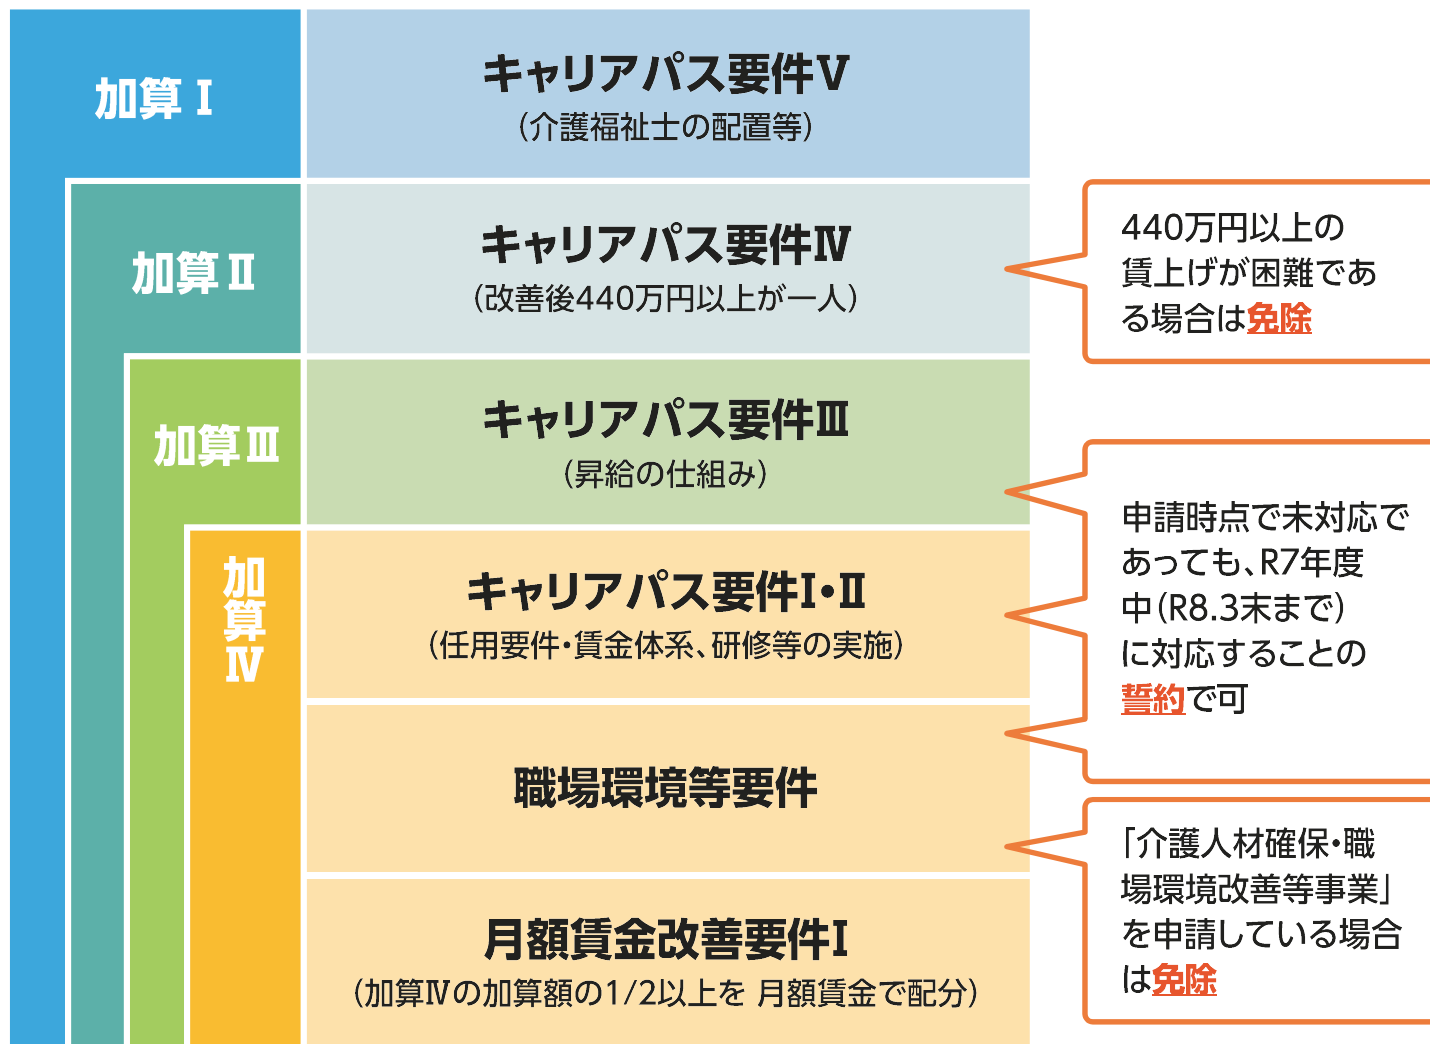 加算Ⅰ
キャリアパス要件Ⅴ
（介護福祉士の配置等）
加算Ⅱ
キャリアパス要件Ⅳ
（改善後440万円以上が一人）
440万円以上の
賃上げが困難であ
る場合は免除
加算Ⅲ
キャリアパス要件Ⅲ
（昇給の仕組み）
加算Ⅳ
キャリアパス要件Ⅰ・Ⅱ
（任用要件・賃金体系、研修等の実施）
職場環境等要件
申請時点で未対応で
あっても、R7年度
中（R8.3末まで）
に対応することの
誓約で可
月額賃金改善要件Ⅰ
（加算Ⅳの加算額の1/2以上を 月額賃金で配分）
「介護人材確保・職
場環境改善等事業」
を申請している場合
は免除